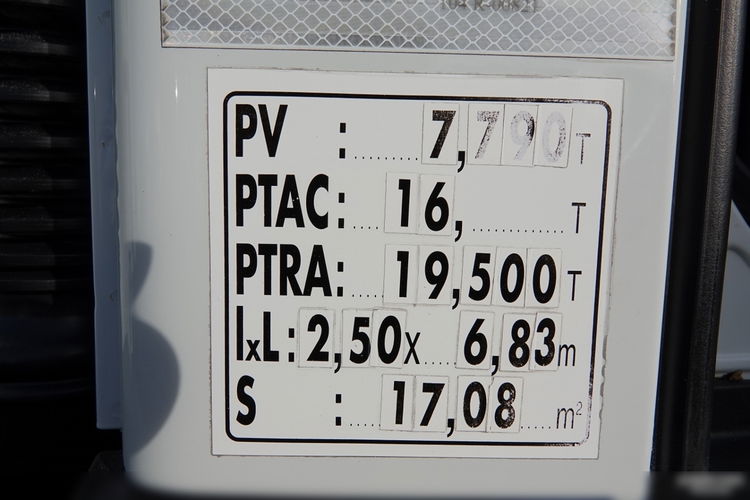 PV : ......... 7,790 T
PTAC : .... 16, ............. T
PTRA : .... 19,500 T
lxL : 2,50 x .... 6,83 m
S : .... 17,08 ..... m²